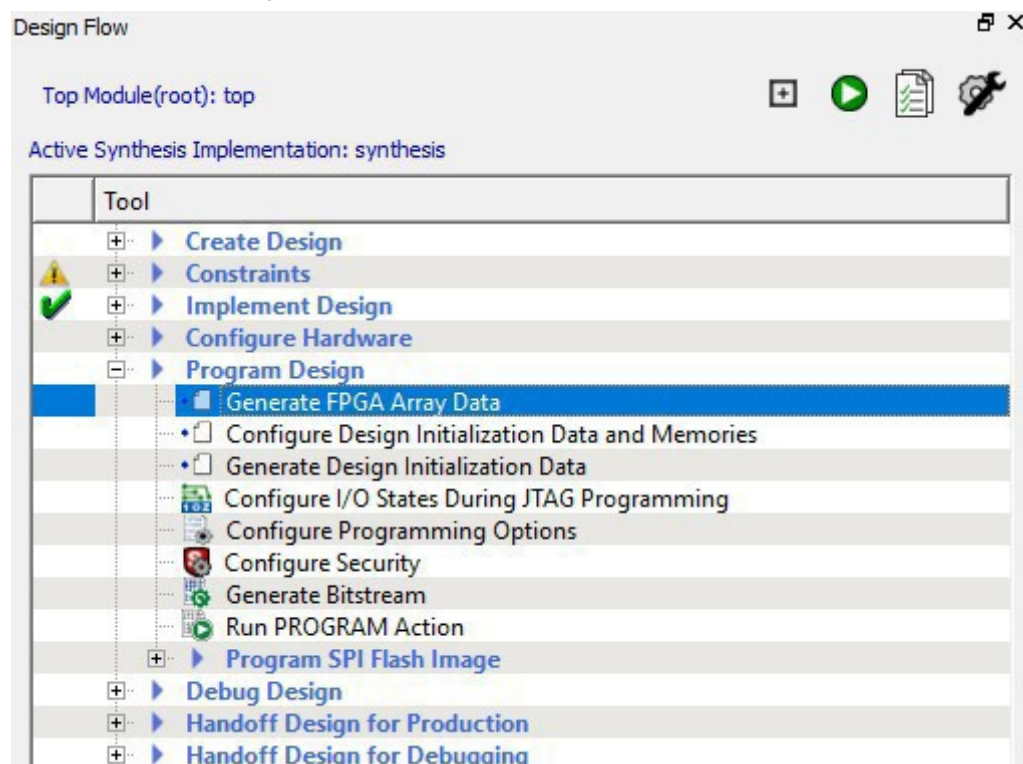 Design Flow
Top Module(root): top
Active Synthesis Implementation: synthesis
Tool
Create Design
Constraints
Implement Design
Configure Hardware
Program Design
Generate FPGA Array Data
Configure Design Initialization Data and Memories
Generate Design Initialization Data
Configure I/O States During JTAG Programming
Configure Programming Options
Configure Security
Generate Bitstream
Run PROGRAM Action
Program SPI Flash Image
Debug Design
Handoff Design for Production
Handoff Design for Debugging